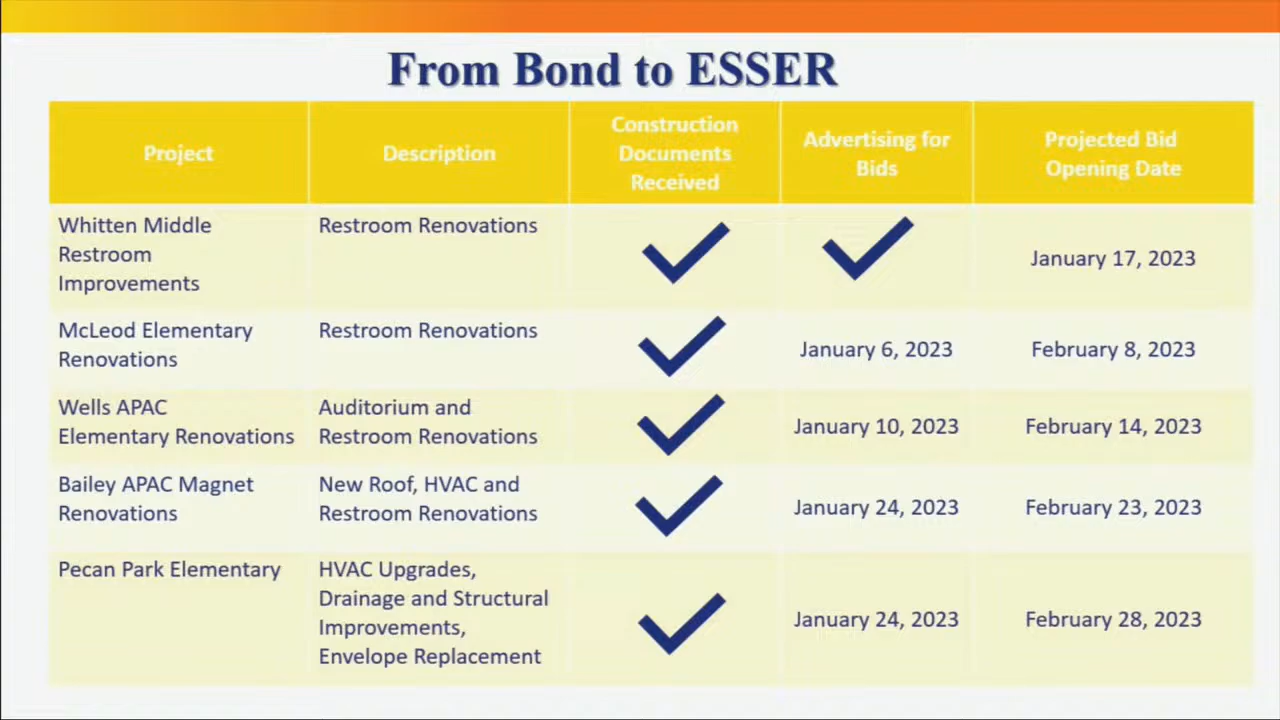 From Bond to ESSER
Project
Description
Construction
Documents
Received
Advertising for
Bids
Projected Bid
Opening Date
Whitten Middle
Restroom
Improvements
Restroom Renovations
January 17, 2023
McLeod Elementary
Renovations
Restroom Renovations
January 6, 2023
February 8, 2023
Wells APAC
Elementary Renovations
Auditorium and
Restroom Renovations
January 10, 2023
February 14, 2023
Bailey APAC Magnet
Renovations
New Roof, HVAC and
Restroom Renovations
January 24, 2023
February 23, 2023
Pecan Park Elementary
HVAC Upgrades,
Drainage and Structural
Improvements,
Envelope Replacement
January 24, 2023
February 28, 2023